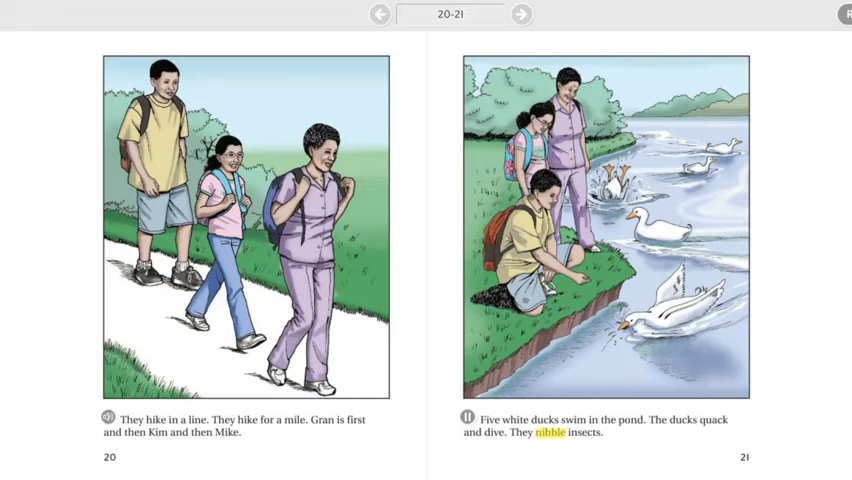 20-21
R
They hike in a line. They hike for a mile. Gran is first
and then Kim and then Mike.
20
Five white ducks swim in the pond. The ducks quack
and dive. They nibble insects.
21